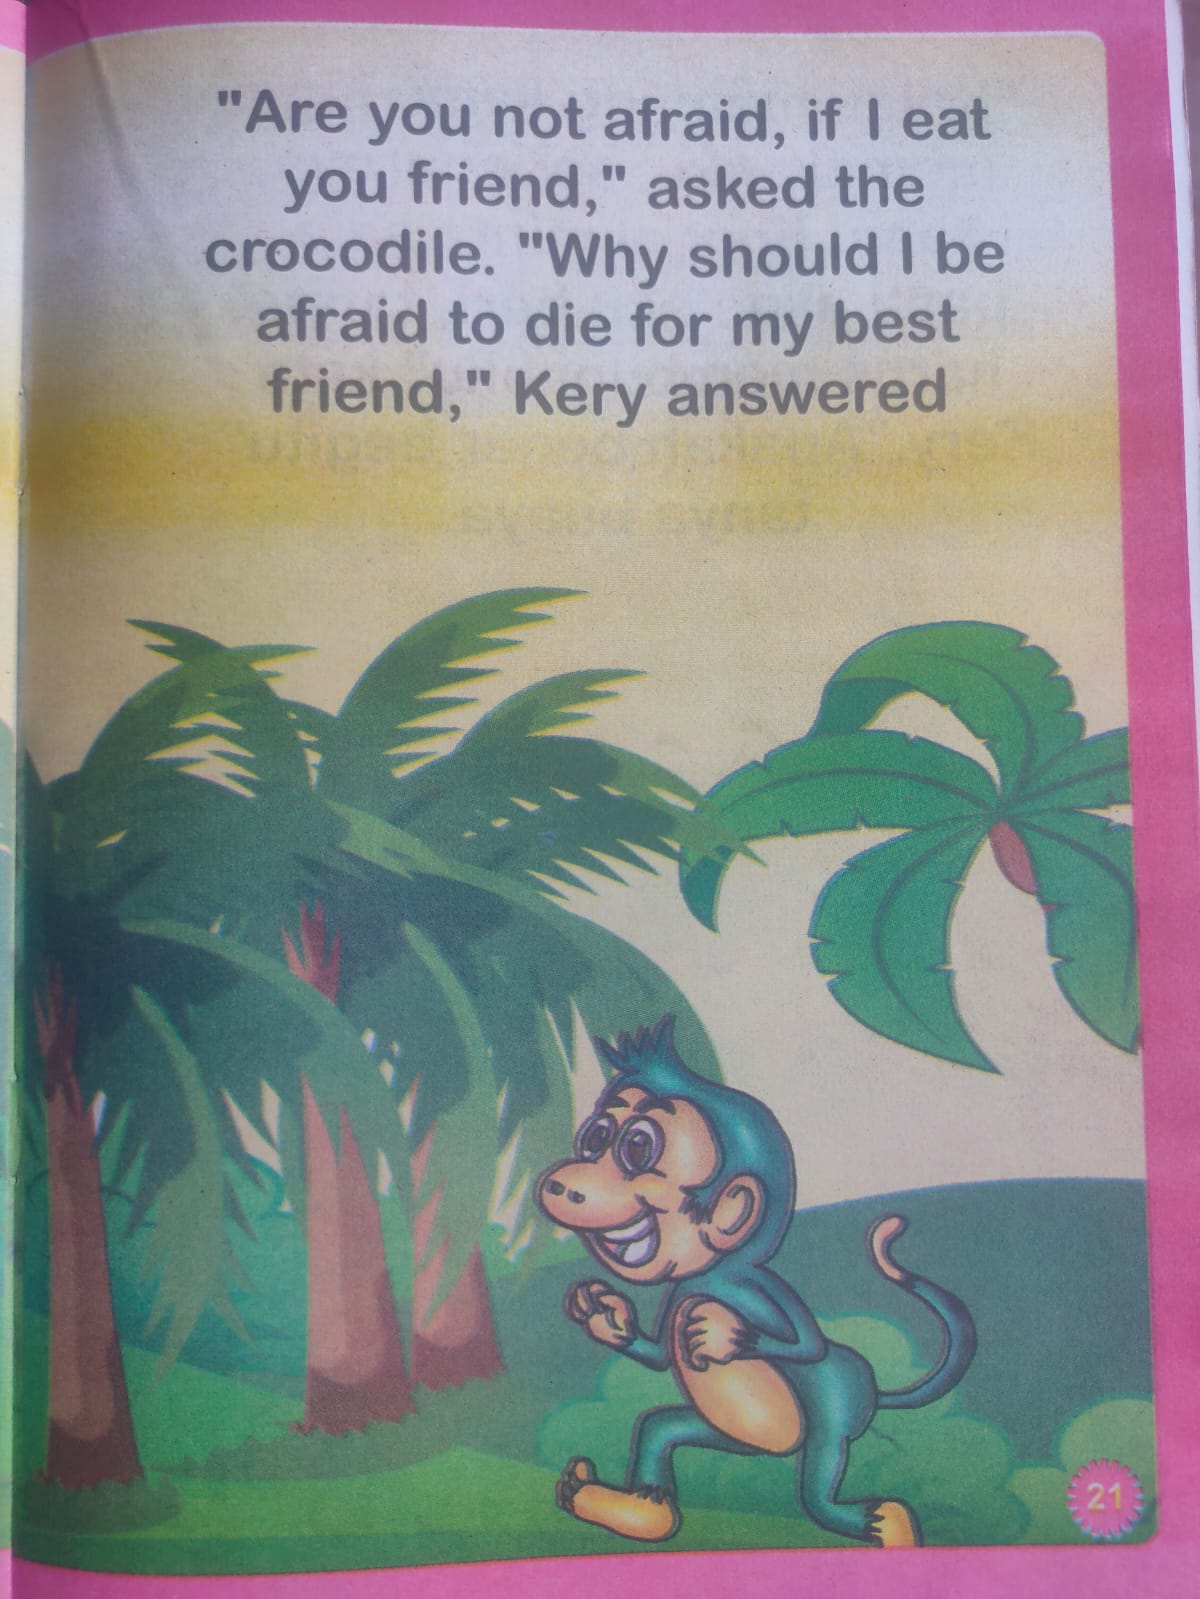 "Are you not afraid, if I eat
you friend," asked the
crocodile. "Why should I be
afraid to die for my best
friend," Kery answered
21